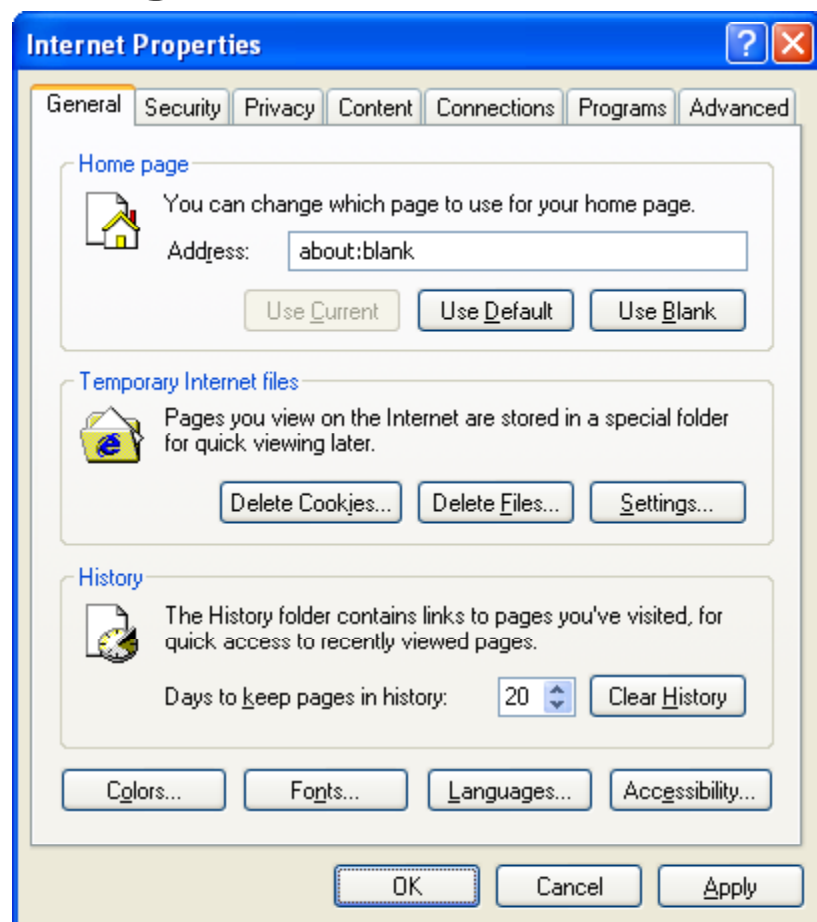 Internet Properties
General Security Privacy Content Connections Programs Advanced
Home page
You can change which page to use for your home page.
Address: about:blank
Use Current Use Default Use Blank
Temporary Internet files
Pages you view on the Internet are stored in a special folder
for quick viewing later.
Delete Cookies... Delete Files... Settings...
History
The History folder contains links to pages you've visited, for
quick access to recently viewed pages.
Days to keep pages in history: 20 Clear History
Colors... Fonts... Languages... Accessibility...
OK Cancel Apply